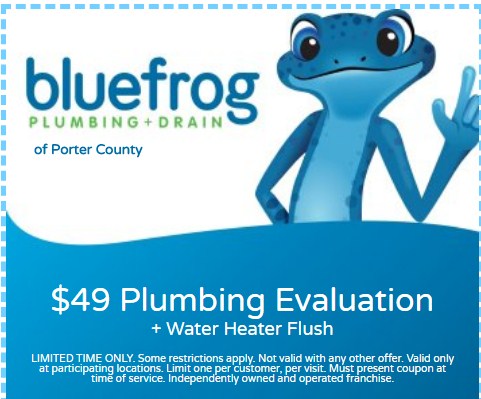 bluefrog
PLUMBING + DRAIN
of Porter County
$49 Plumbing Evaluation
+ Water Heater Flush
LIMITED TIME ONLY. Some restrictions apply. Not valid with any other offer. Valid only
at participating locations. Limit one per customer, per visit. Must present coupon at
time of service. Independently owned and operated franchise.